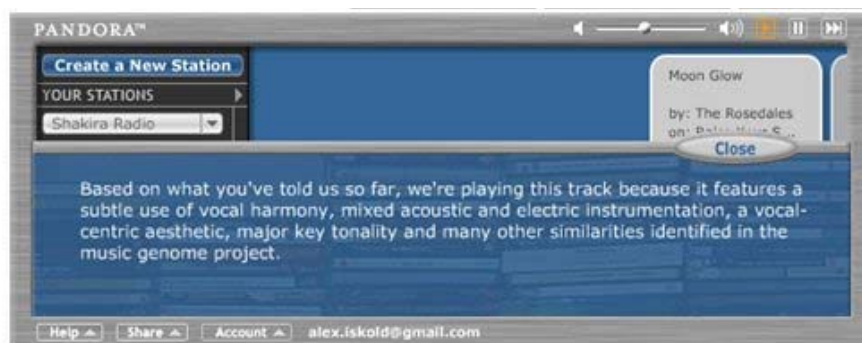 PANDORA™
Create a New Station
YOUR STATIONS
Shakira Radio
Moon Glow
by: The Rosedales
on:
Close
Based on what you've told us so far, we're playing this track because it features a
subtle use of vocal harmony, mixed acoustic and electric instrumentation, a vocal-
centric aesthetic, major key tonality and many other similarities identified in the
music genome project.
Help Share Account alex.iskold@gmail.com